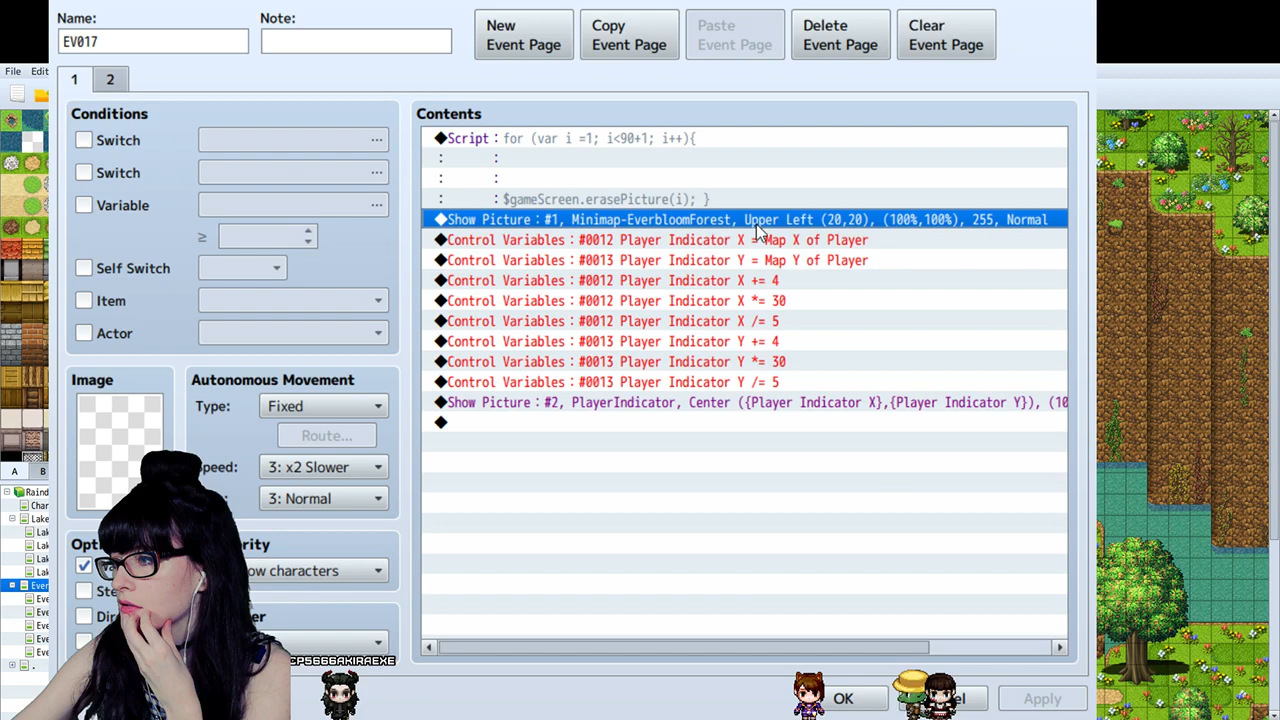 Name:
Note:
EV017
New
Event Page
Copy
Event Page
Paste
Event Page
Delete
Event Page
Clear
Event Page
File Edit
1 2
Conditions
Switch ...
Switch ...
Variable ...
≥
Self Switch
Item
Actor
Image
Autonomous Movement
Type: Fixed
Route...
3: x2 Slower
3: Normal
A B
Contents
◆Script：for (var i =1; i<90+1; i++){
: :
: :
: :$gameScreen.erasePicture(i); }
◆Show Picture：#1, Minimap-EverbloomForest, Upper Left (20,20), (100%,100%), 255, Normal
◆Control Variables：#0012 Player Indicator X = Map X of Player
◆Control Variables：#0013 Player Indicator Y = Map Y of Player
◆Control Variables：#0012 Player Indicator X += 4
◆Control Variables：#0012 Player Indicator X *= 30
◆Control Variables：#0012 Player Indicator X /= 5
◆Control Variables：#0013 Player Indicator Y += 4
◆Control Variables：#0013 Player Indicator Y *= 30
◆Control Variables：#0013 Player Indicator Y /= 5
◆Show Picture：#2, PlayerIndicator, Center ({Player Indicator X},{Player Indicator Y}), (10
◆
CP5666AKIRAEXE
OK
Apply